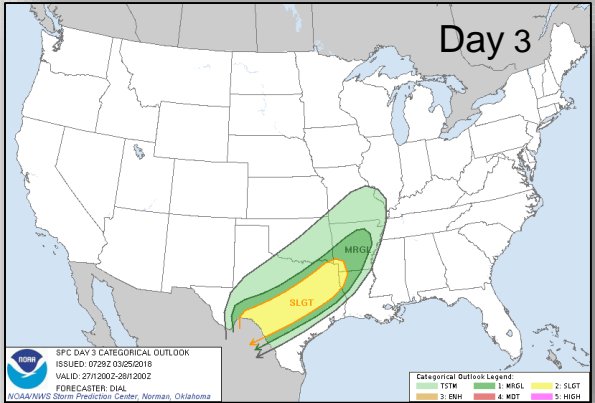 Day 3
MRGL
SLGT
SPC DAY 3 CATEGORICAL OUTLOOK
ISSUED: 0729Z 03/25/2018
VALID: 27/1200Z-28/1200Z
FORECASTER: DIAL
NOAA/NWS Storm Prediction Center, Norman, Oklahoma
NOAA
Categorical Outlook Legend:
TSTM 1: MRGL 2: SLGT
3: ENH 4: MDT 5: HIGH